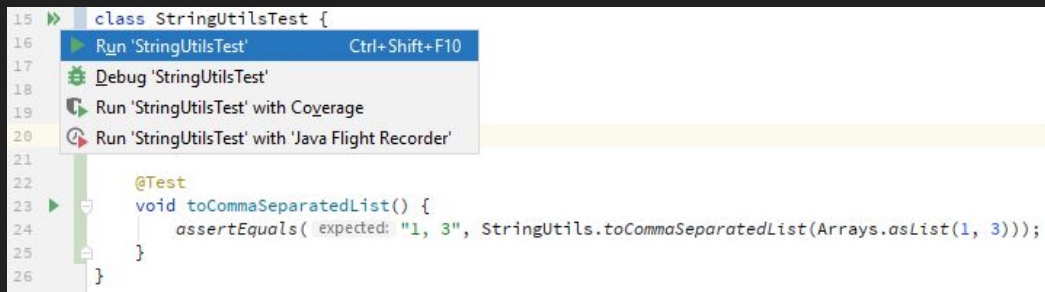 15 class StringUtilsTest {
16 Run 'StringUtilsTest' Ctrl+Shift+F10
17 Debug 'StringUtilsTest'
18
19 Run 'StringUtilsTest' with Coverage
20 Run 'StringUtilsTest' with 'Java Flight Recorder'
21
22 @Test
23 void toCommaSeparatedList() {
24 assertEquals( expected: "1, 3", StringUtils.toCommaSeparatedList(Arrays.asList(1, 3)));
25 }
26 }